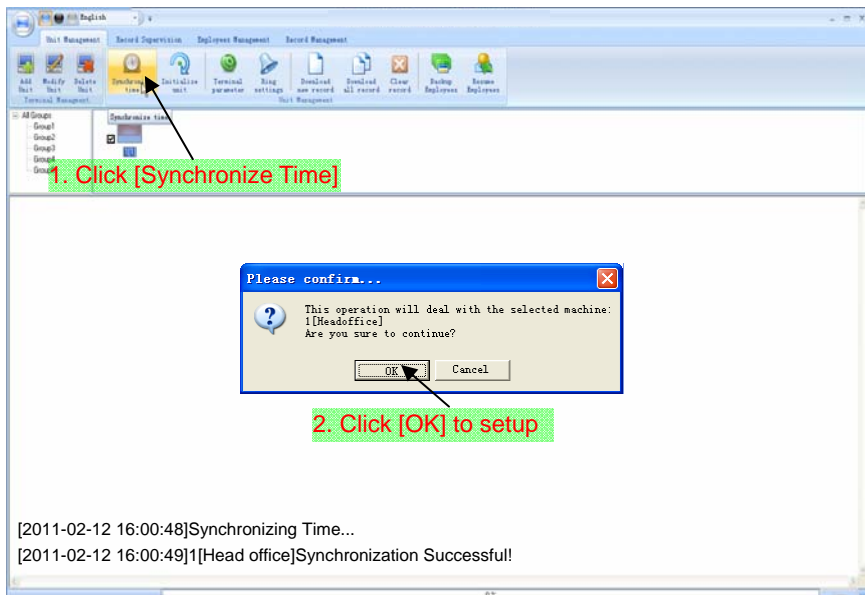 English
Unit Management Record Supervision Employees Management Record Management
Add Unit
Modify Unit
Delete Unit
Synchronize time
Initialize unit
Terminal parameter
Ring settings
Download new record
Download all record
Clear record
Backup Employees
Resume Employees
Terminal Managment
Unit Management
All Groups
Group1
Group2
Group3
Group4
Synchronize time
[1]
1. Click [Synchronize Time]
Please confirm...
This operation will deal with the selected machine:
1[Headoffice]
Are you sure to continue?
OK Cancel
2. Click [OK] to setup
[2011-02-12 16:00:48]Synchronizing Time...
[2011-02-12 16:00:49]1[Head office]Synchronization Successful!